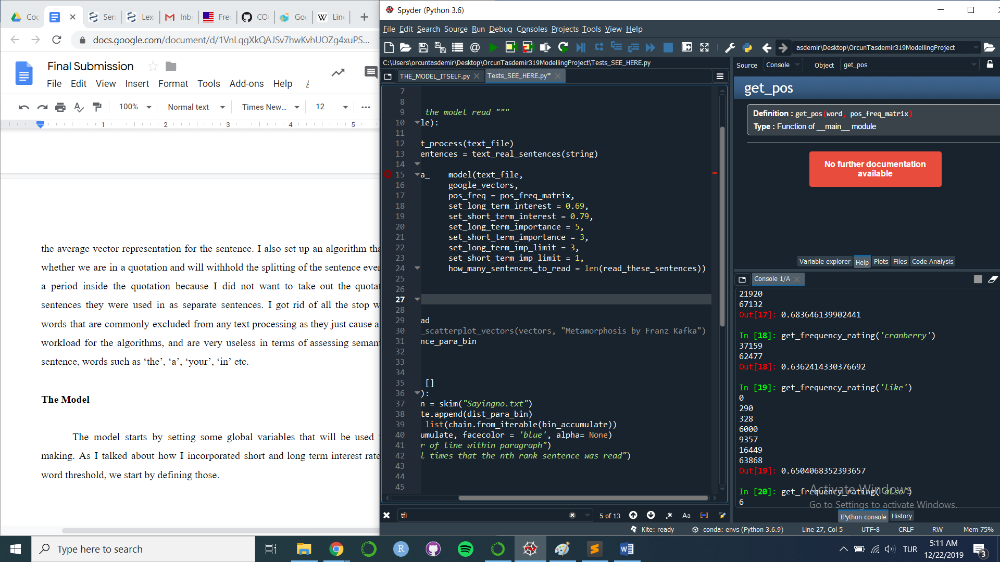 Cog
Sen
Lexi
Inb
Fre
CO
Goo
Line
docs.google.com/document/d/1VnLqgXkQAJSv7hwKvhUOZg4xuPS...
Final Submission
File Edit View Insert Format Tools Add-ons Help
100% Normal text Times New... 12
1 2 3 4 5
the average vector representation for the sentence. I also set up an algorithm tha
whether we are in a quotation and will withhold the splitting of the sentence ever
a period inside the quotation because I did not want to take out the quotat
sentences they were used in as separate sentences. I got rid of all the stop w
words that are commonly excluded from any text processing as they just cause a
workload for the algorithms, and are very useless in terms of assessing semant
sentence, words such as ‘the’, ‘a’, ‘your’, ‘in’ etc.
The Model
The model starts by setting some global variables that will be used
making. As I talked about how I incorporated short and long term interest rate
word threshold, we start by defining those.
Spyder (Python 3.6)
File Edit Search Source Run Debug Consoles Projects Tools View Help
asdemir\Desktop\OrcunTasdemir319ModellingProject
C:\Users\orcuntasdemir\Desktop\OrcunTasdemir319ModellingProject\Tests_SEE_HERE.py
THE_MODEL_ITSELF.py Tests_SEE_HERE.py*
7
8
9 the model read """
10 le):
11
12 t_process(text_file)
13 entences = text_real_sentences(string)
14
15 a_ model(text_file,
16 google_vectors,
17 pos_freq = pos_freq_matrix,
18 set_long_term_interest = 0.69,
19 set_short_term_interest = 0.79,
20 set_long_term_importance = 5,
21 set_short_term_importance = 3,
22 set_long_term_imp_limit = 3,
23 set_short_term_imp_limit = 1,
24 how_many_sentences_to_read = len(read_these_sentences))
25
26
27
28
29 ad
30 _scatterplot_vectors(vectors, "Metamorphosis by Franz Kafka")
31 nce_para_bin
32
33
34
35 []
36 ):
37 n = skim("Sayingno.txt")
38 te.append(dist_para_bin)
39 list(chain.from_iterable(bin_accumulate))
40 umulate, facecolor = 'blue', alpha= None)
41 r of line within paragraph")
42 l times that the nth rank sentence was read")
43
44
45
tfi 5 of 13 .* Aa
Source Console Object get_pos
get_pos
Definition : get_pos(word, pos_freq_matrix)
Type : Function of __main__ module
No further documentation
available
Variable explorer Help Plots Files Code Analysis
Console 1/A
21920
67132
Out[17]: 0.683646139902441
In [18]: get_frequency_rating('cranberry')
37159
62477
Out[18]: 0.6362414330376692
In [19]: get_frequency_rating('like')
0
290
328
6000
9357
16449
63868
Out[19]: 0.6504068352393657
In [20]: get_frequency_rating('also')
6
Activate Windows
Go to Settings to activate Windows.
IPython console History
Kite: ready conda: envs (Python 3.6.9) Line 27, Col 5 UTF-8 CRLF RW Mem 75%
Type here to search
TUR
5:11 AM
12/22/2019
3